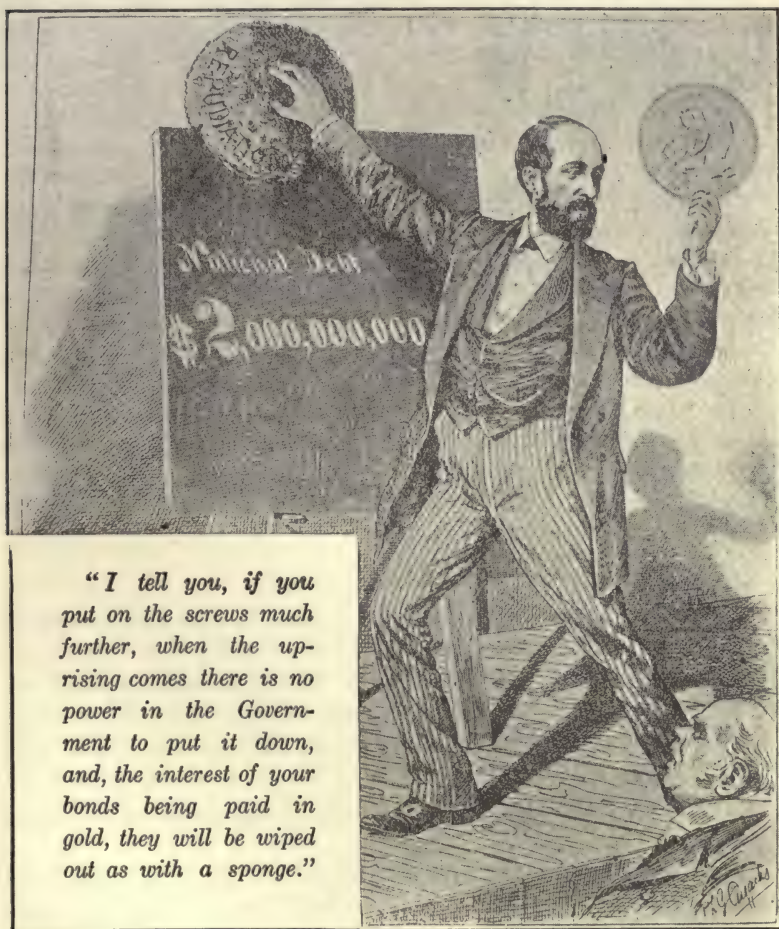 REPUDIATION
National Debt
$2,000,000,000
"I tell you, if you
put on the screws much
further, when the up-
rising comes there is no
power in the Govern-
ment to put it down,
and, the interest of your
bonds being paid in
gold, they will be wiped
out as with a sponge."